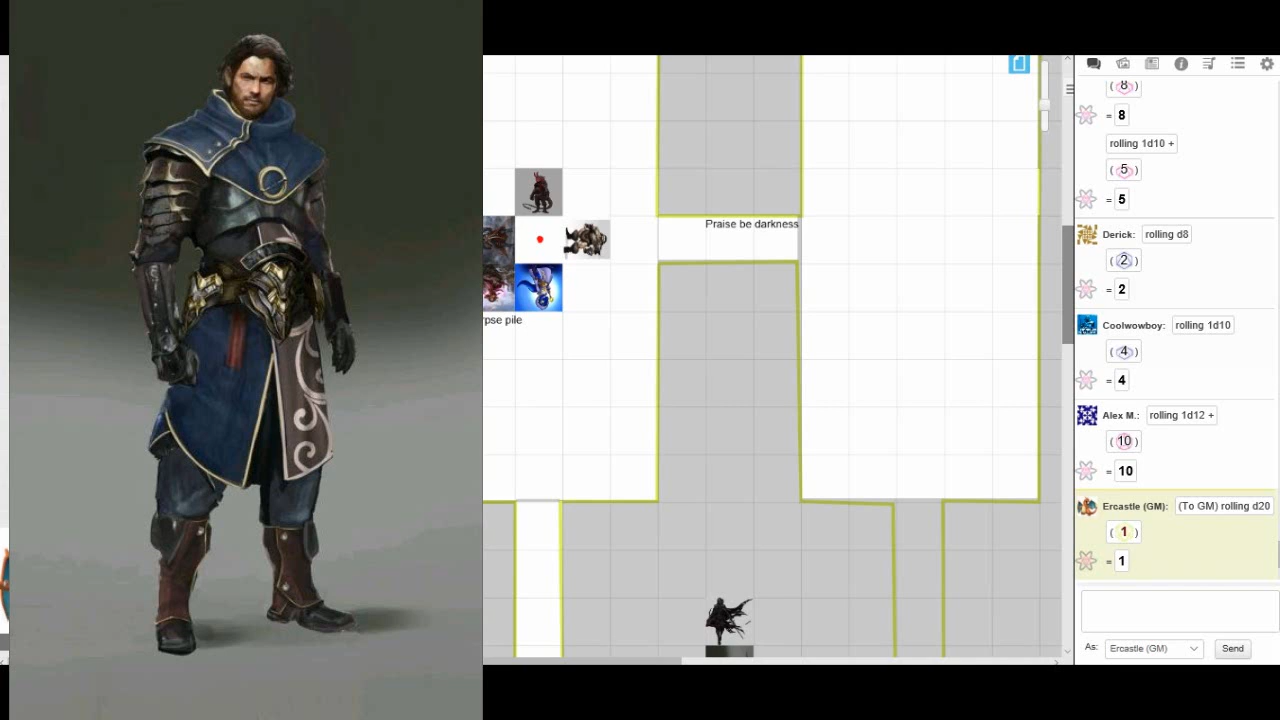 Praise be darkness
rpse pile
( 8 )
= 8
rolling 1d10 +
( 5 )
= 5
Derick: rolling d8
( 2 )
= 2
Coolwowboy: rolling 1d10
( 4 )
= 4
Alex M.: rolling 1d12 +
( 10 )
= 10
Ercastle (GM): (To GM) rolling d20
( 1 )
= 1
As: Ercastle (GM) Send